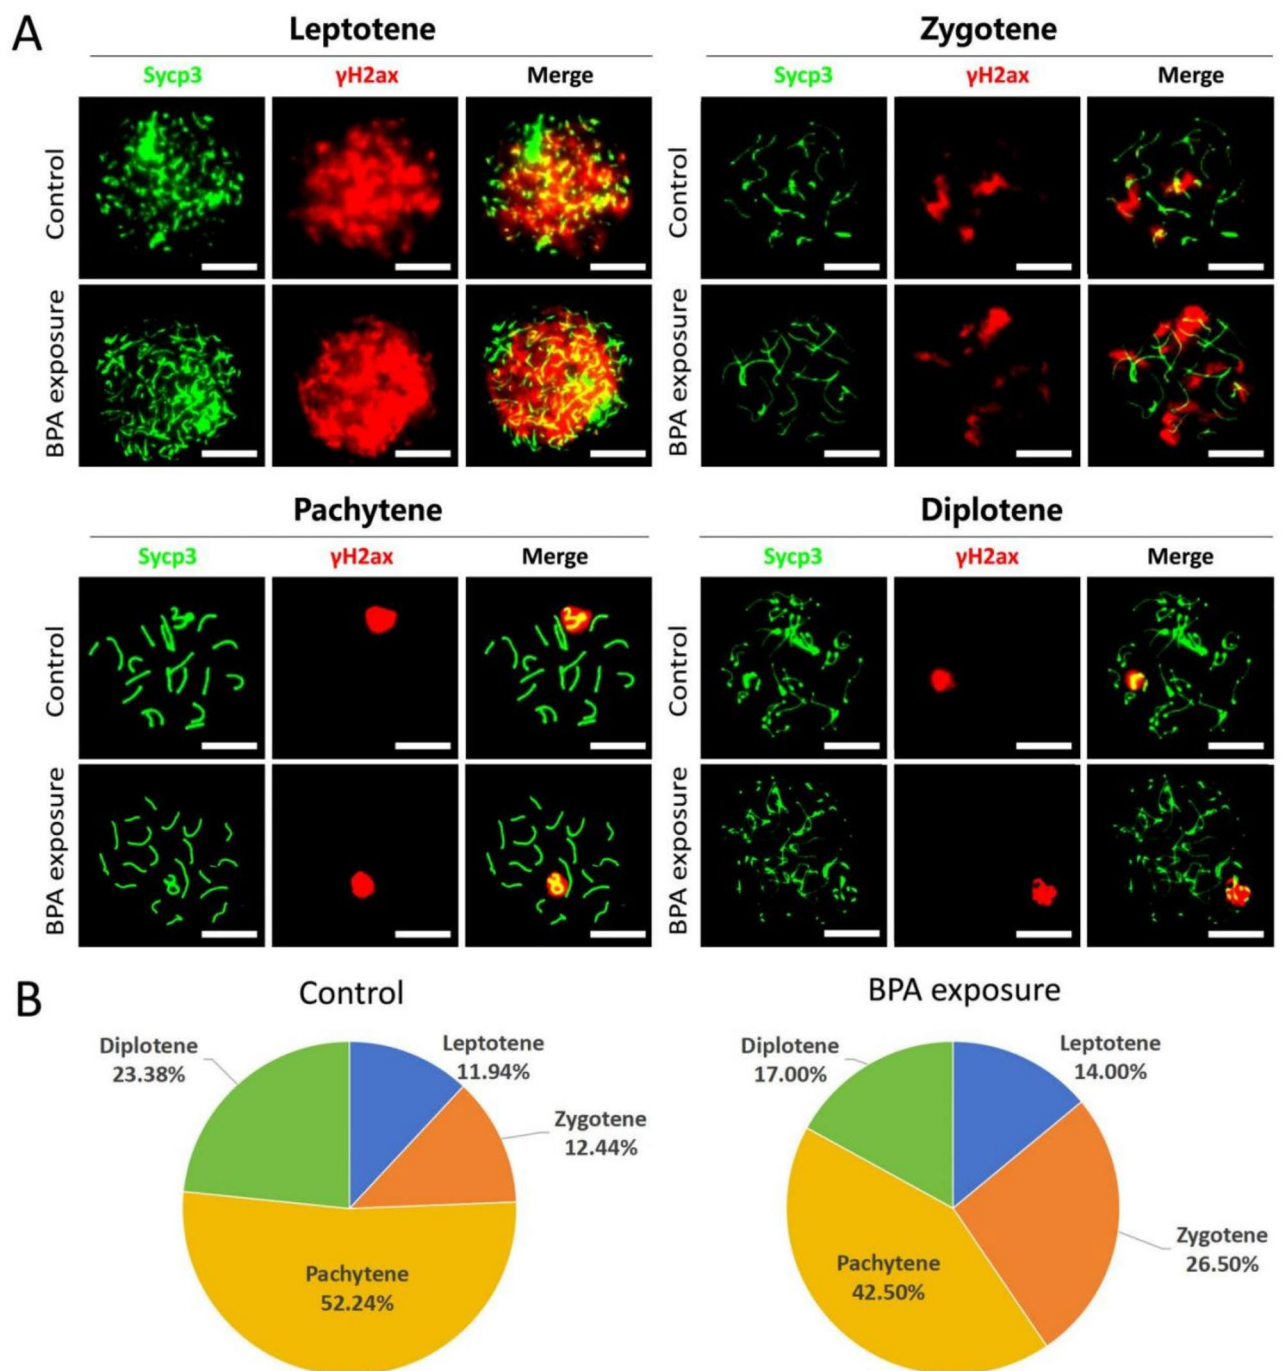 A
Leptotene
Zygotene
Sycp3 γH2ax Merge
Sycp3 γH2ax Merge
Control
Control
BPA exposure
BPA exposure
Pachytene
Diplotene
Sycp3 γH2ax Merge
Sycp3 γH2ax Merge
Control
Control
BPA exposure
BPA exposure
B
Control
Diplotene
23.38%
Leptotene
11.94%
Zygotene
12.44%
Pachytene
52.24%
BPA exposure
Diplotene
17.00%
Leptotene
14.00%
Zygotene
26.50%
Pachytene
42.50%